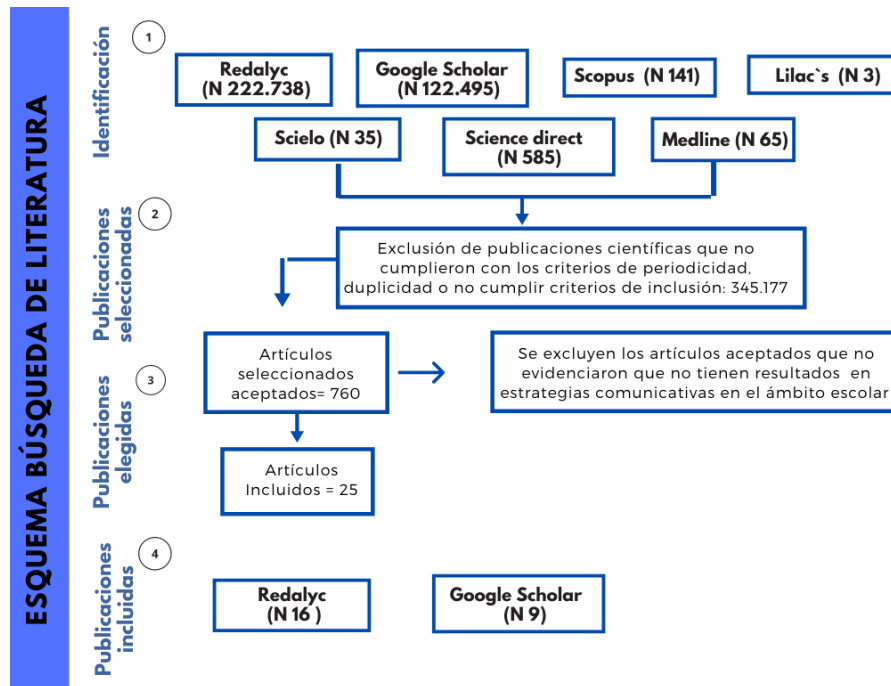 ESQUEMA BÚSQUEDA DE LITERATURA
Identificación
1
Redalyc
(N 222.738)
Google Scholar
(N 122.495)
Scopus (N 141)
Lilac`s (N 3)
Scielo (N 35)
Science direct
(N 585)
Medline (N 65)
Publicaciones
seleccionadas
2
Exclusión de publicaciones científicas que no
cumplieron con los criterios de periodicidad,
duplicidad o no cumplir criterios de inclusión: 345.177
Publicaciones
elegidas
3
Artículos
seleccionados
aceptados= 760
Se excluyen los artículos aceptados que no
evidenciaron que no tienen resultados en
estrategias comunicativas en el ámbito escolar
Artículos
Incluidos = 25
Publicaciones
incluidas
4
Redalyc
(N 16 )
Google Scholar
(N 9)